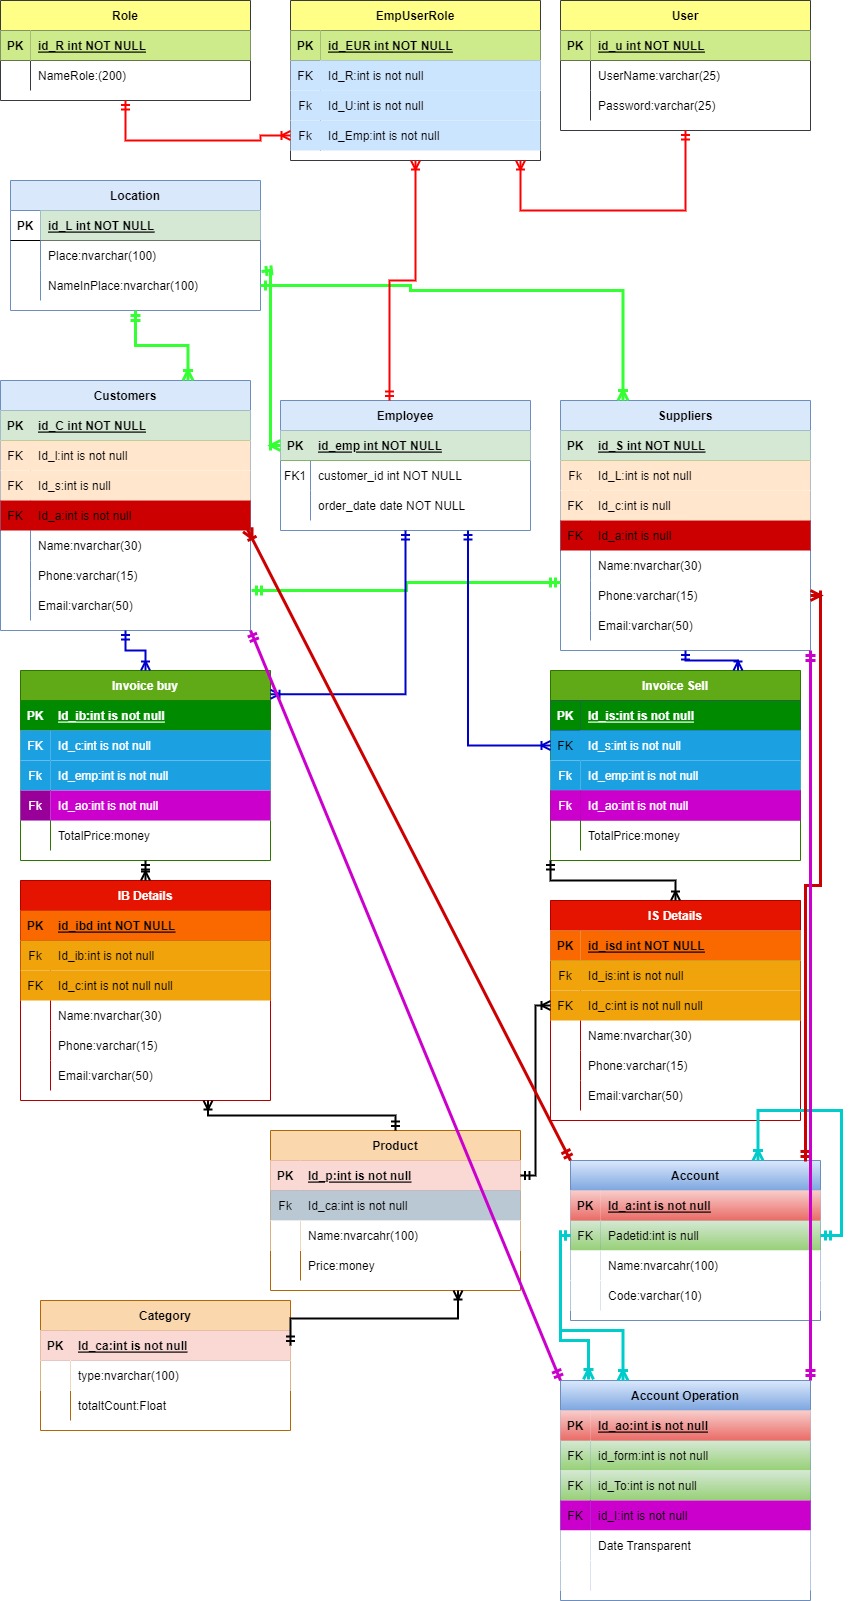 Role
PK id_R int NOT NULL
NameRole:(200)
EmpUserRole
PK id_EUR int NOT NULL
FK Id_R:int is not null
Fk Id_U:int is not null
Fk Id_Emp:int is not null
User
PK id_u int NOT NULL
UserName:varchar(25)
Password:varchar(25)
Location
PK id_L int NOT NULL
Place:nvarchar(100)
NameInPlace:nvarchar(100)
Customers
PK id_C int NOT NULL
FK Id_l:int is not null
FK Id_s:int is null
FK Id_a:int is not null
Name:nvarchar(30)
Phone:varchar(15)
Email:varchar(50)
Employee
PK id_emp int NOT NULL
FK1 customer_id int NOT NULL
order_date date NOT NULL
Suppliers
PK id_S int NOT NULL
Fk Id_L:int is not null
FK Id_c:int is null
FK Id_a:int is null
Name:nvarchar(30)
Phone:varchar(15)
Email:varchar(50)
Invoice buy
PK Id_ib:int is not null
FK Id_c:int is not null
Fk Id_emp:int is not null
Fk Id_ao:int is not null
TotalPrice:money
Invoice Sell
PK Id_is:int is not null
FK Id_s:int is not null
Fk Id_emp:int is not null
Fk Id_ao:int is not null
TotalPrice:money
IB Details
PK id_ibd int NOT NULL
Fk Id_ib:int is not null
FK Id_c:int is not null null
Name:nvarchar(30)
Phone:varchar(15)
Email:varchar(50)
IS Details
PK id_isd int NOT NULL
Fk Id_is:int is not null
FK Id_c:int is not null null
Name:nvarchar(30)
Phone:varchar(15)
Email:varchar(50)
Product
PK Id_p:int is not null
Fk Id_ca:int is not null
Name:nvarcahr(100)
Price:money
Account
PK Id_a:int is not null
FK Padetid:int is null
Name:nvarcahr(100)
Code:varchar(10)
Category
PK Id_ca:int is not null
type:nvarchar(100)
totaltCount:Float
Account Operation
PK Id_ao:int is not null
FK id_form:int is not null
FK id_To:int is not null
FK id_I:int is not null
Date Transparent